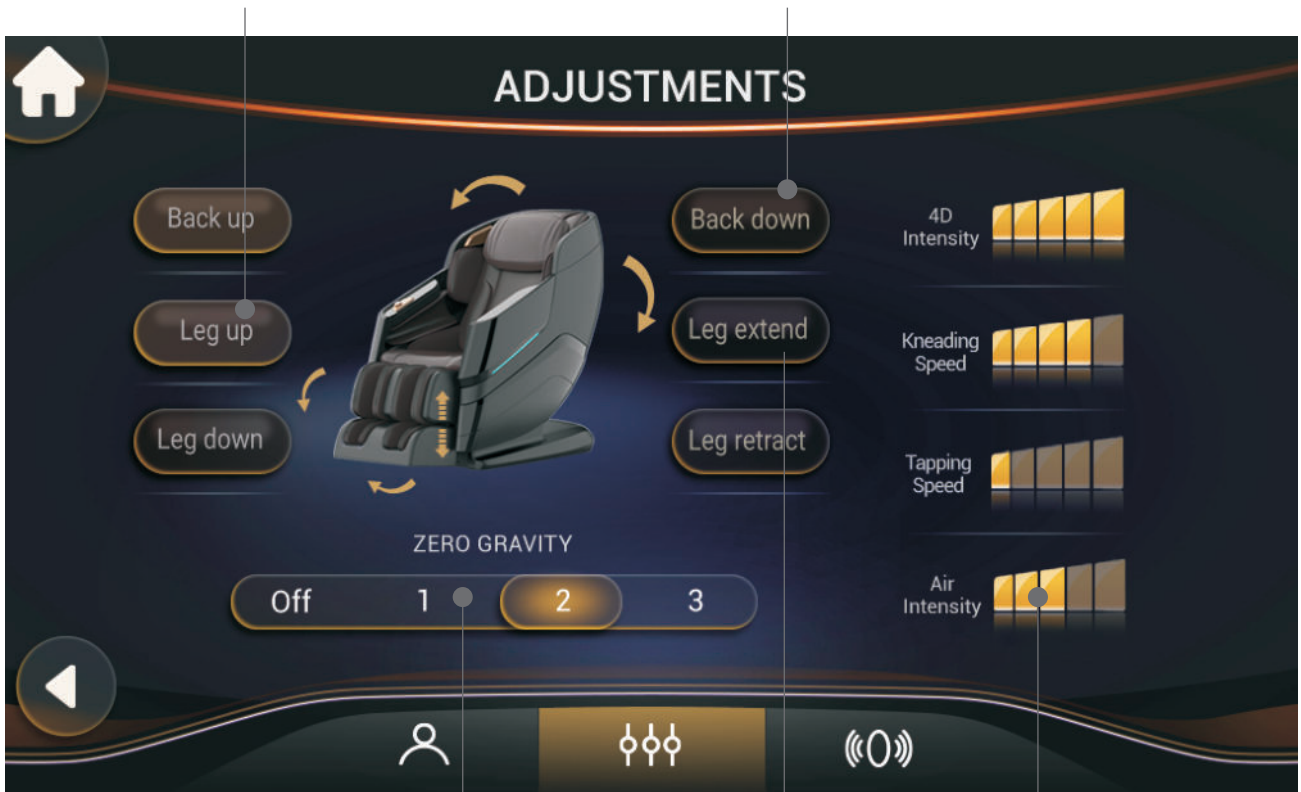 ADJUSTMENTS
Back up
Back down
4D
Intensity
Leg up
Leg extend
Kneading
Speed
Leg down
Leg retract
Tapping
Speed
ZERO GRAVITY
Off 1 2 3
Air
Intensity